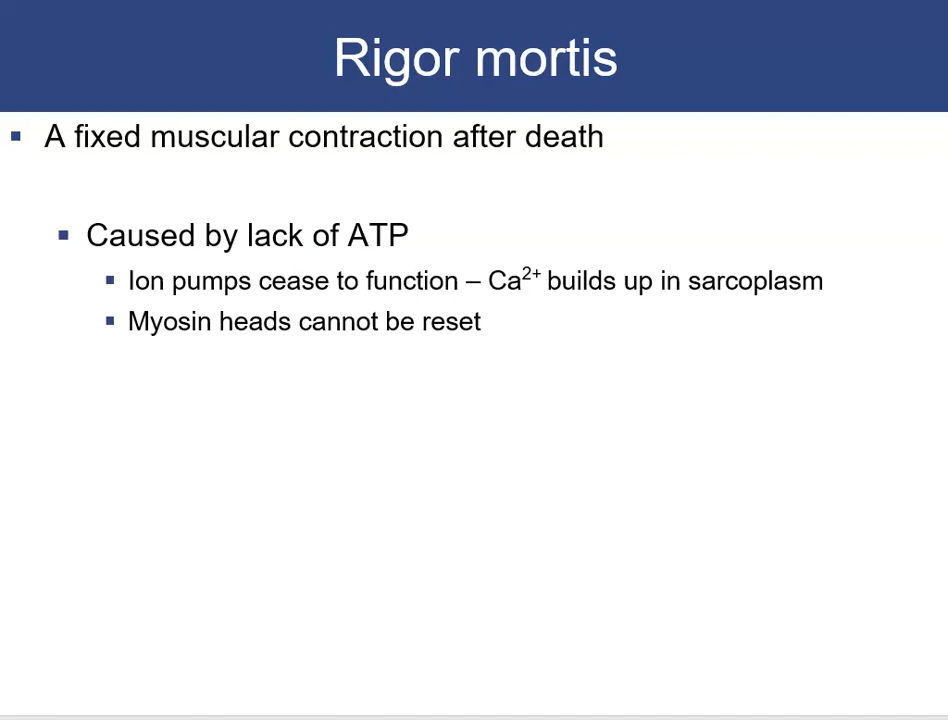 Rigor mortis
▪ A fixed muscular contraction after death
▪ Caused by lack of ATP
▪ Ion pumps cease to function – Ca²⁺ builds up in sarcoplasm
▪ Myosin heads cannot be reset